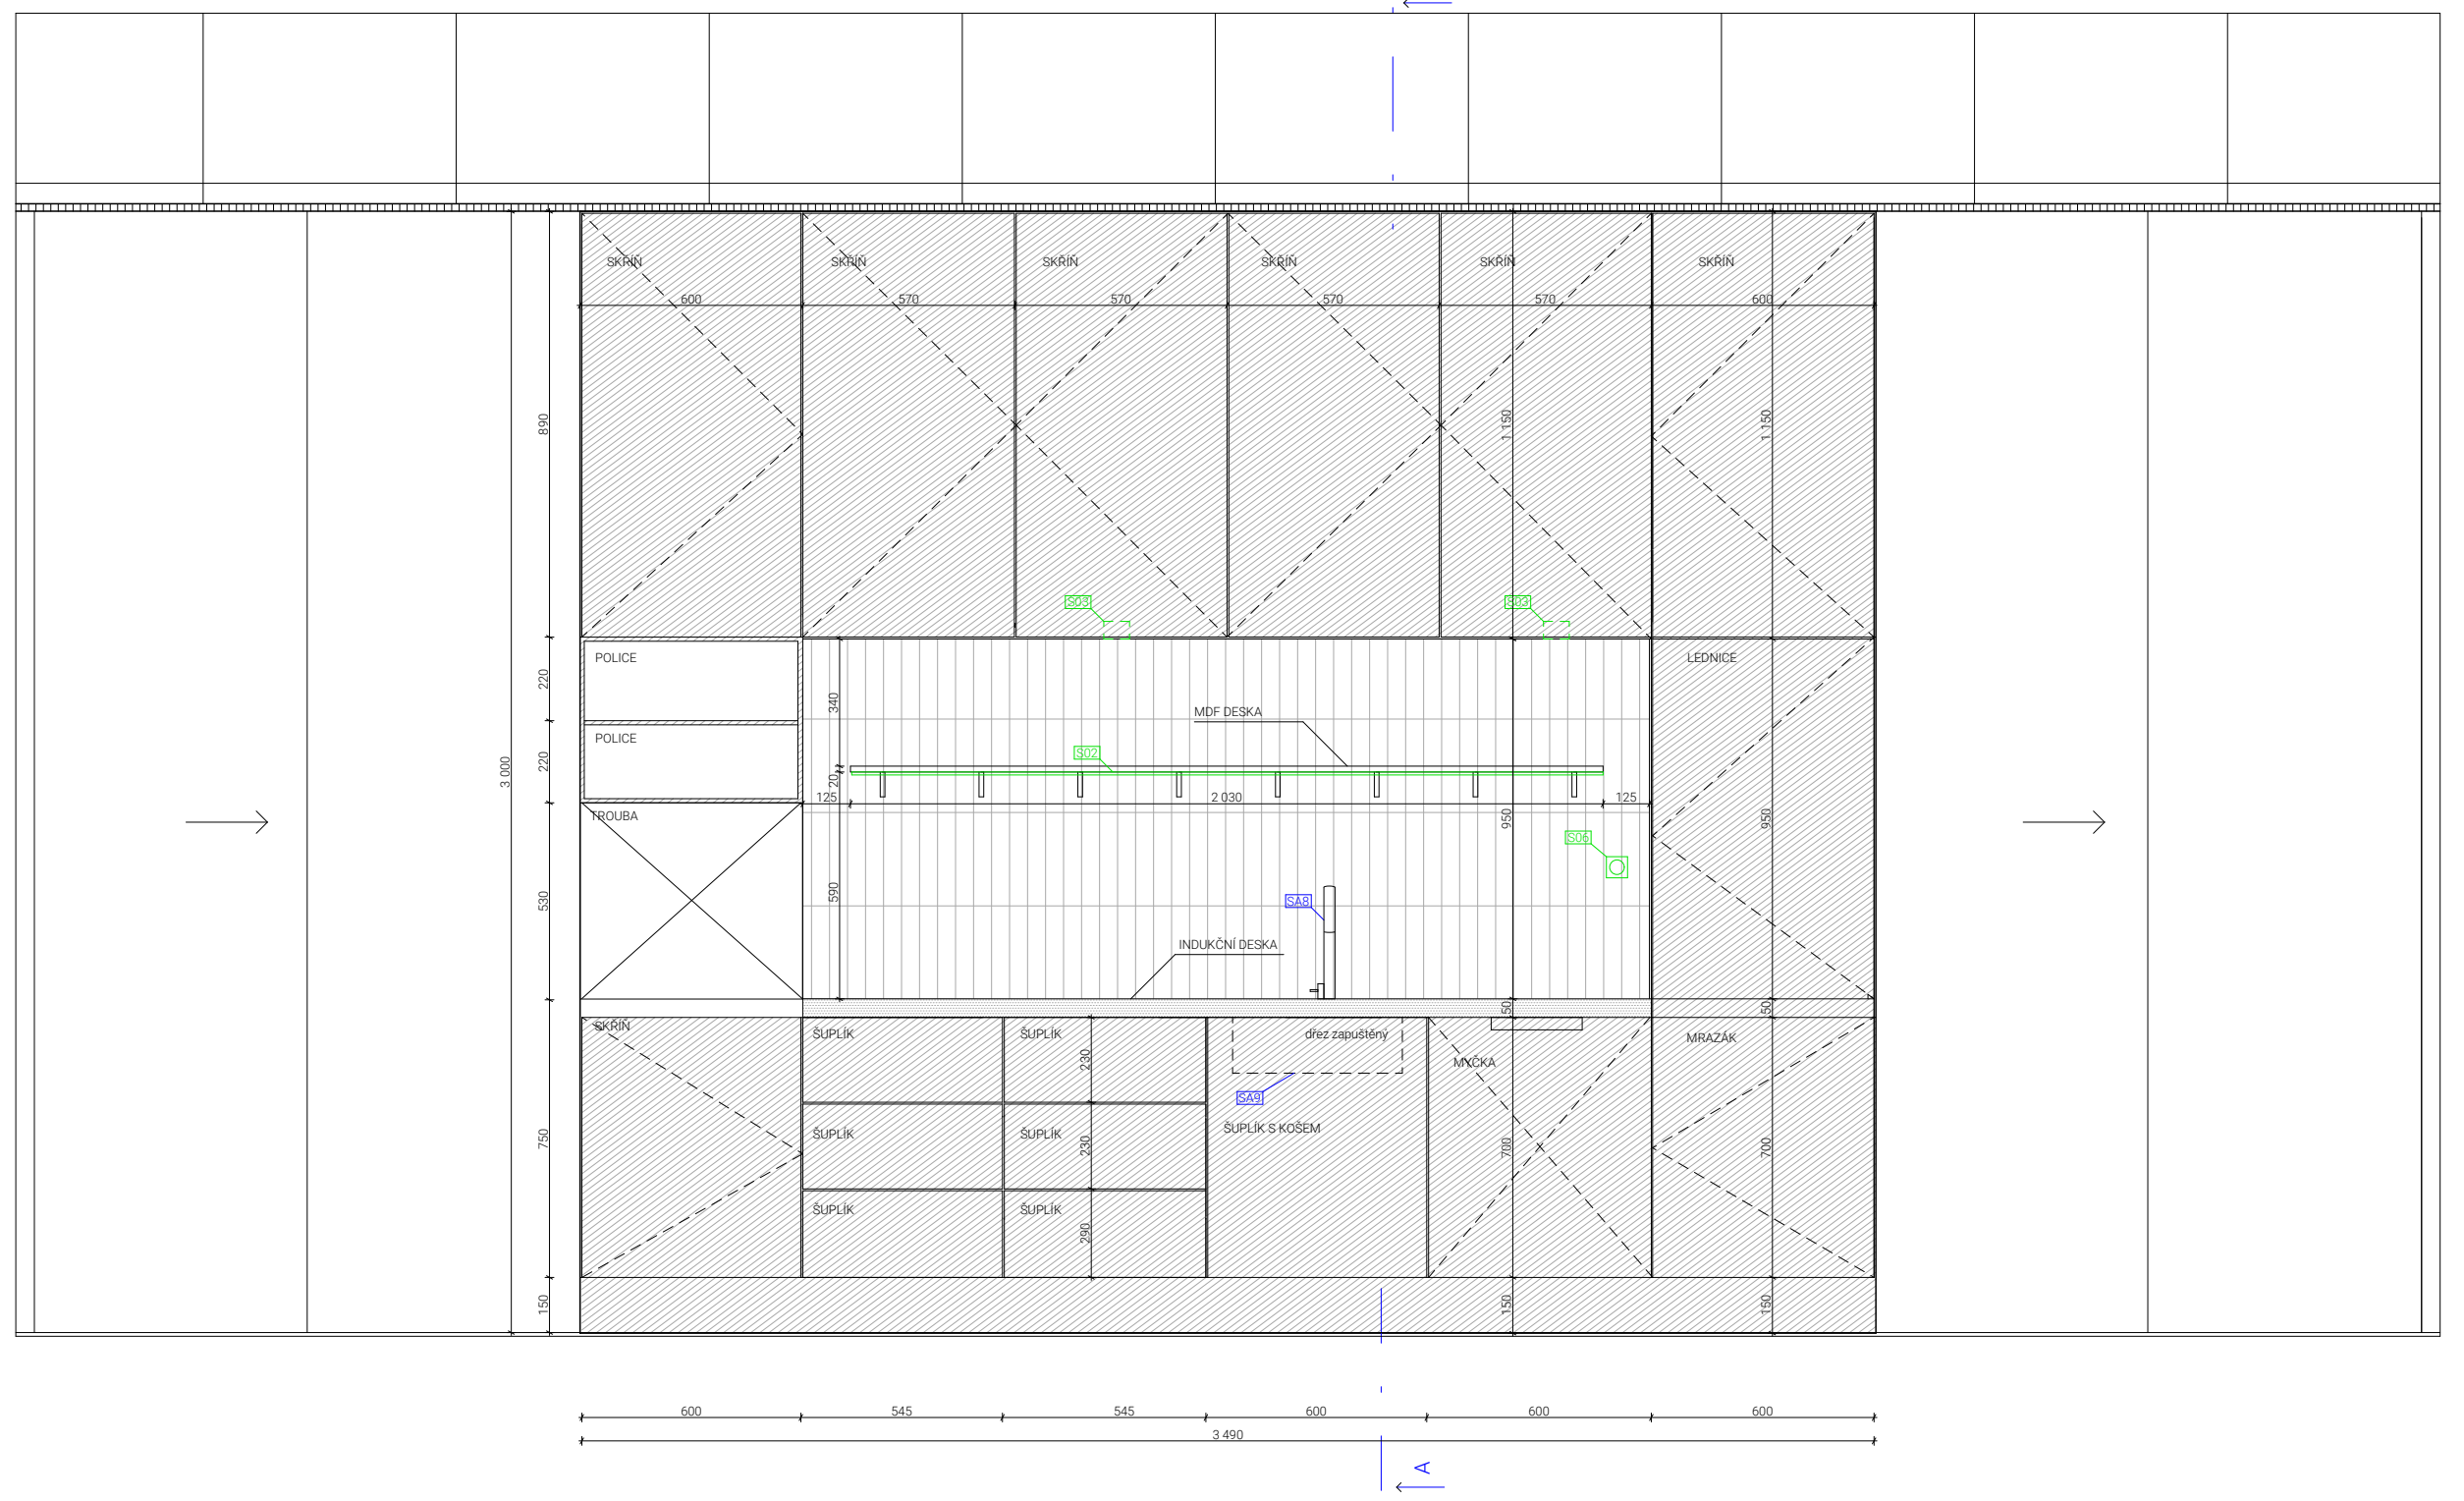 SKŘÍŇ
SKŘÍŇ
SKŘÍŇ
SKŘÍŇ
SKŘÍŇ
SKŘÍŇ
600
570
570
570
570
600
890
1 150
1 150
S03
S03
POLICE
LEDNICE
220
340
MDF DESKA
POLICE
S02
220
3 000
20
125
2 030
125
TROUBA
950
950
S06
530
590
SA8
INDUKČNÍ DESKA
50
50
SKŘÍŇ
ŠUPLÍK
ŠUPLÍK
dřez zapuštěný
MRAZÁK
230
MYČKA
SA9
750
ŠUPLÍK
ŠUPLÍK
230
ŠUPLÍK S KOŠEM
700
700
ŠUPLÍK
ŠUPLÍK
290
150
150
150
600
545
545
600
600
600
3 490
A